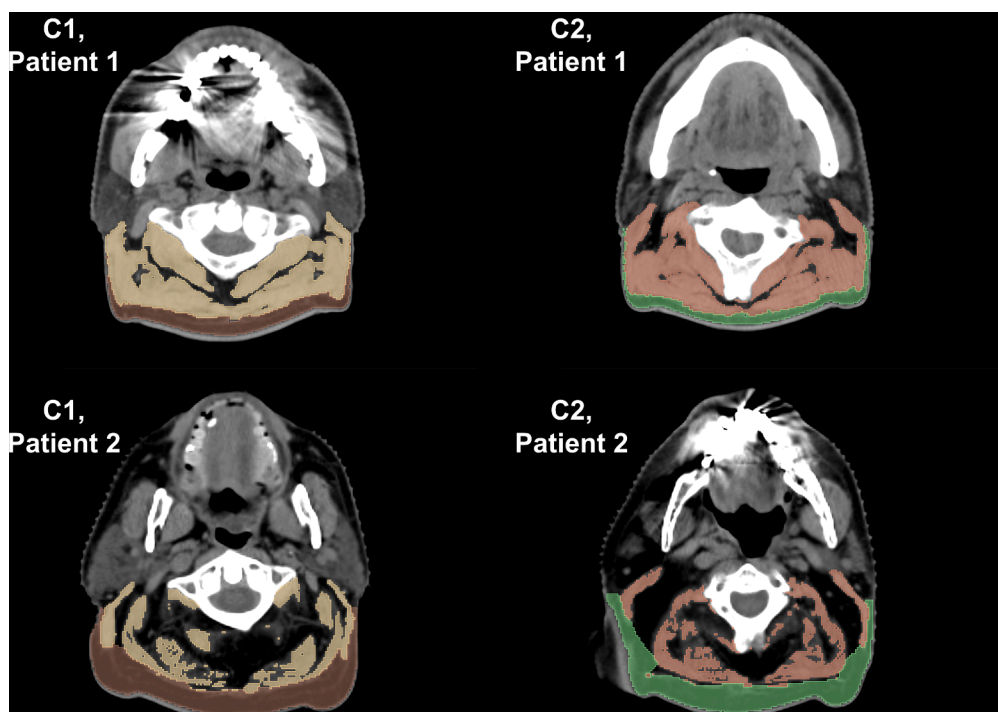 C1,
Patient 1
C2,
Patient 1
C1,
Patient 2
C2,
Patient 2